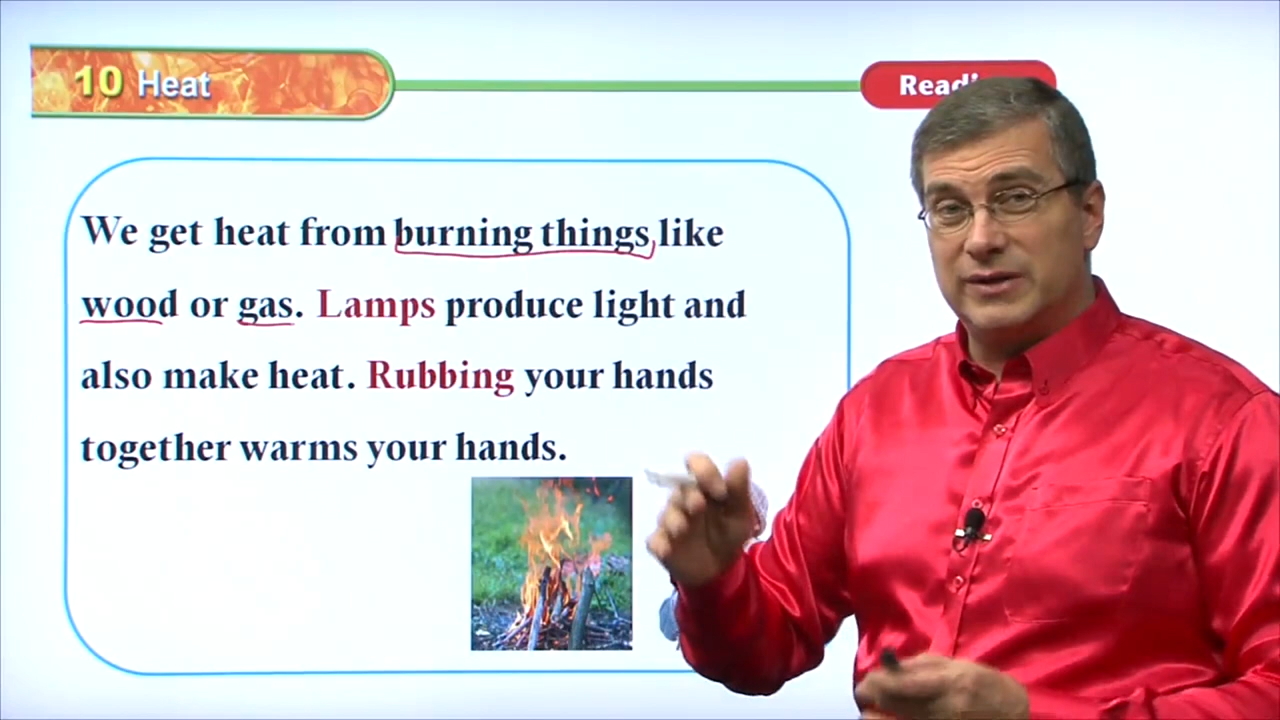 10 Heat
We get heat from burning things like
wood or gas. Lamps produce light and
also make heat. Rubbing your hands
together warms your hands.